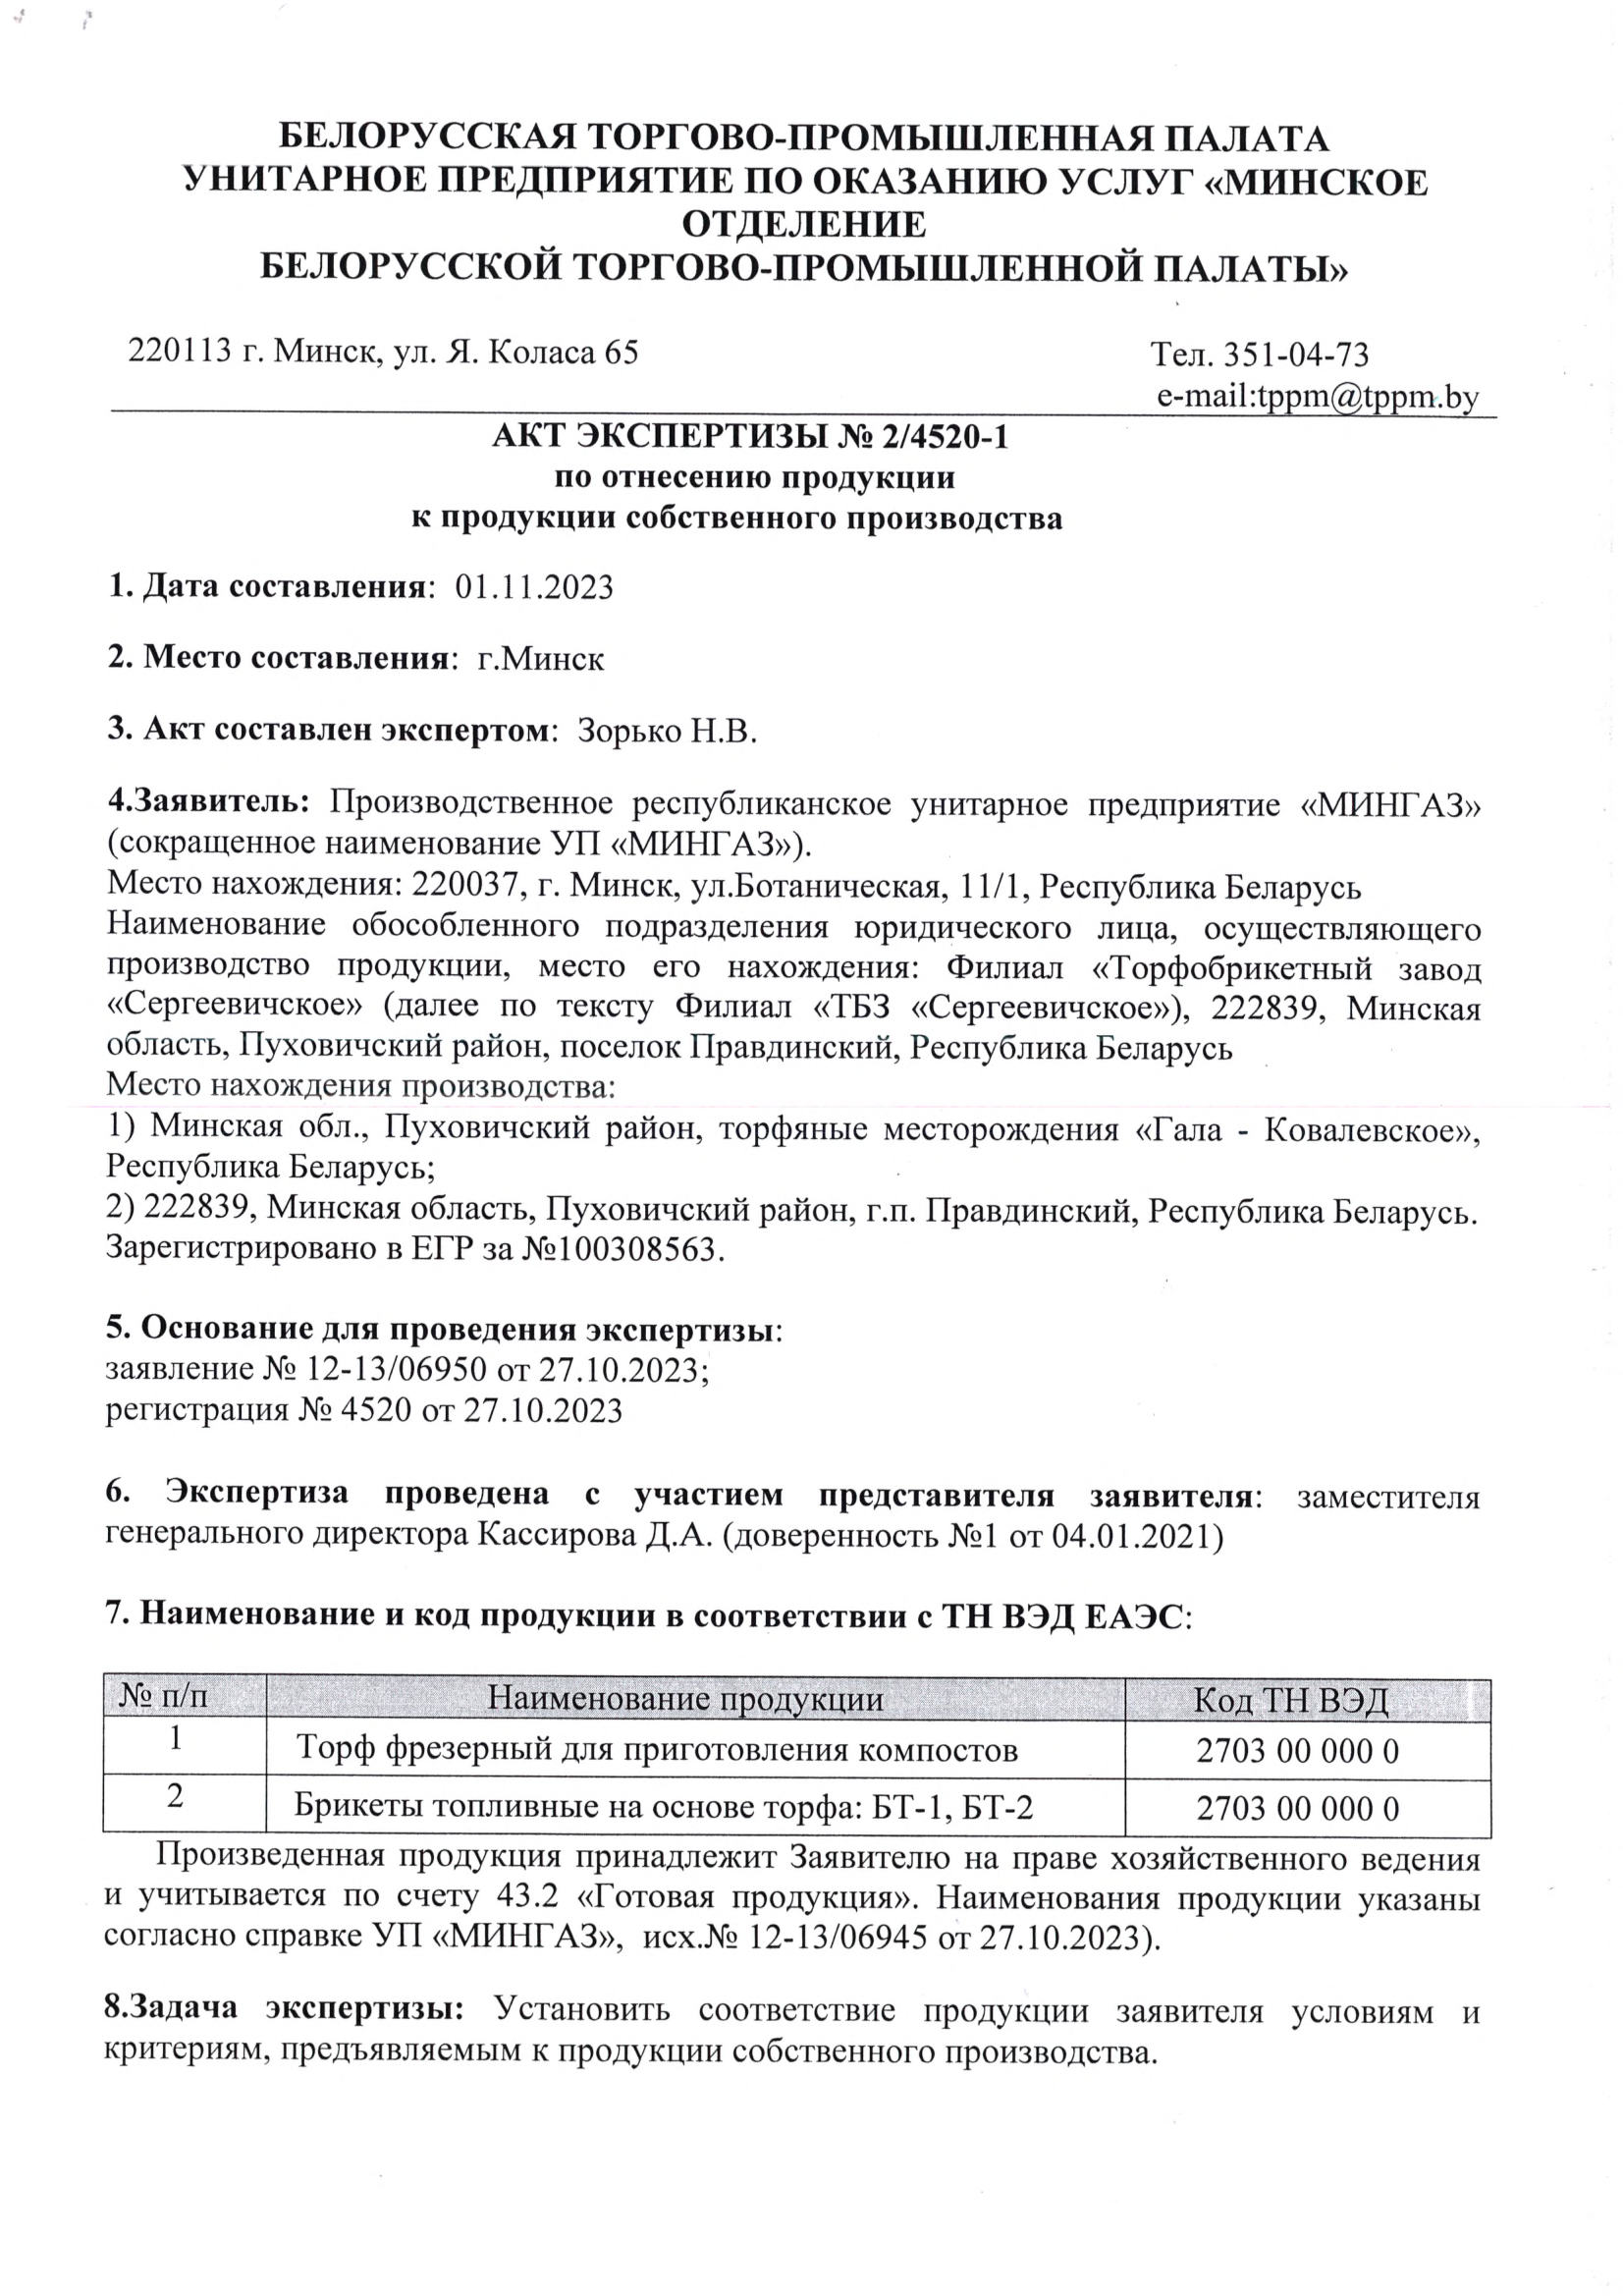 БЕЛОРУССКАЯ ТОРГОВО-ПРОМЫШЛЕННАЯ ПАЛАТА
УНИТАРНОЕ ПРЕДПРИЯТИЕ ПО ОКАЗАНИЮ УСЛУГ «МИНСКОЕ
ОТДЕЛЕНИЕ
БЕЛОРУССКОЙ ТОРГОВО-ПРОМЫШЛЕННОЙ ПАЛАТЫ»
220113 г. Минск, ул. Я. Коласа 65 Тел. 351-04-73
e-mail:tppm@tppm.by
АКТ ЭКСПЕРТИЗЫ № 2/4520-1
по отнесению продукции
к продукции собственного производства
1. Дата составления: 01.11.2023
2. Место составления: г.Минск
3. Акт составлен экспертом: Зорько Н.В.
4.Заявитель: Производственное республиканское унитарное предприятие «МИНГАЗ»
(сокращенное наименование УП «МИНГАЗ»).
Место нахождения: 220037, г. Минск, ул.Ботаническая, 11/1, Республика Беларусь
Наименование обособленного подразделения юридического лица, осуществляющего
производство продукции, место его нахождения: Филиал «Торфобрикетный завод
«Сергеевичское» (далее по тексту Филиал «ТБЗ «Сергеевичское»), 222839, Минская
область, Пуховичский район, поселок Правдинский, Республика Беларусь
Место нахождения производства:
1) Минская обл., Пуховичский район, торфяные месторождения «Гала - Ковалевское»,
Республика Беларусь;
2) 222839, Минская область, Пуховичский район, г.п. Правдинский, Республика Беларусь.
Зарегистрировано в ЕГР за №100308563.
5. Основание для проведения экспертизы:
заявление № 12-13/06950 от 27.10.2023;
регистрация № 4520 от 27.10.2023
6. Экспертиза проведена с участием представителя заявителя: заместителя
генерального директора Кассирова Д.А. (доверенность №1 от 04.01.2021)
7. Наименование и код продукции в соответствии с ТН ВЭД ЕАЭС:
№ п/п Наименование продукции Код ТН ВЭД
1 Торф фрезерный для приготовления компостов 2703 00 000 0
2 Брикеты топливные на основе торфа: БТ-1, БТ-2 2703 00 000 0
Произведенная продукция принадлежит Заявителю на праве хозяйственного ведения
и учитывается по счету 43.2 «Готовая продукция». Наименования продукции указаны
согласно справке УП «МИНГАЗ», исх.№ 12-13/06945 от 27.10.2023).
8.Задача экспертизы: Установить соответствие продукции заявителя условиям и
критериям, предъявляемым к продукции собственного производства.